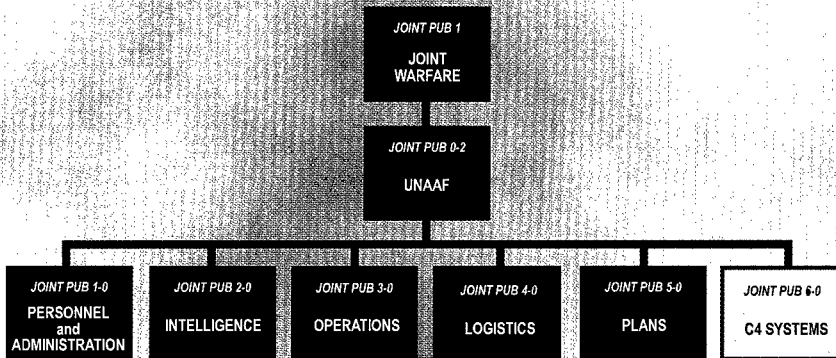 JOINT PUB 1
JOINT
WARFARE
JOINT PUB 0-2
UNAAF
JOINT PUB 1-0
PERSONNEL
and
ADMINISTRATION
JOINT PUB 2-0
INTELLIGENCE
JOINT PUB 3-0
OPERATIONS
JOINT PUB 4-0
LOGISTICS
JOINT PUB 5-0
PLANS
JOINT PUB 6-0
C4 SYSTEMS